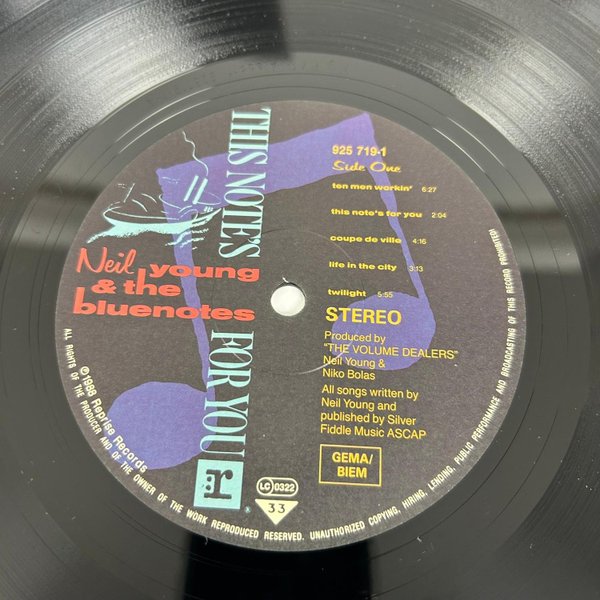 THIS NOTE'S FOR YOU
Neil young
& the
bluenotes
925 719-1
Side One
ten men workin' 6:27
this note's for you 2:04
coupe de ville 4:16
life in the city 3:13
twilight 5:55
STEREO
Produced by
"THE VOLUME DEALERS"
Neil Young &
Niko Bolas
All songs written by
Neil Young and
published by Silver
Fiddle Music ASCAP
GEMA/
BIEM
r
®
LC 0322
33
℗1988 Reprise Records
ALL RIGHTS OF THE PRODUCER AND OF THE OWNER OF THE WORK REPRODUCED RESERVED. UNAUTHORIZED COPYING, HIRING, LENDING, PUBLIC PERFORMANCE AND BROADCASTING OF THIS RECORD PROHIBITED!